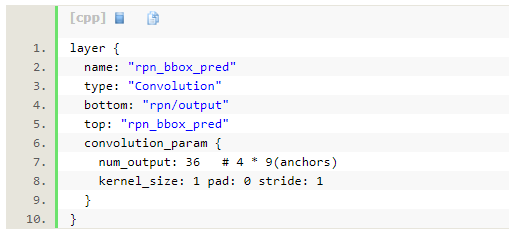 [cpp]
1. layer {
2.   name: "rpn_bbox_pred"
3.   type: "Convolution"
4.   bottom: "rpn/output"
5.   top: "rpn_bbox_pred"
6.   convolution_param {
7.     num_output: 36   # 4 * 9(anchors)
8.     kernel_size: 1 pad: 0 stride: 1
9.   }
10. }